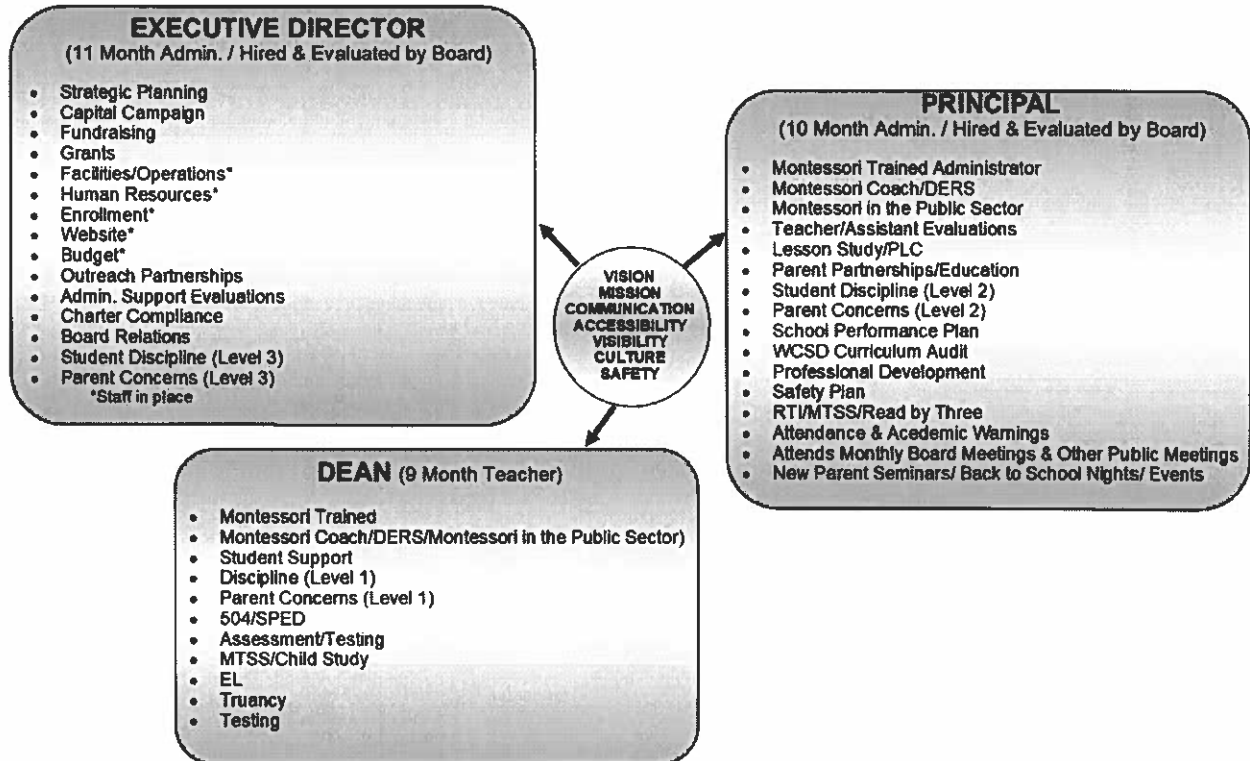 EXECUTIVE DIRECTOR
(11 Month Admin. / Hired & Evaluated by Board)
• Strategic Planning
• Capital Campaign
• Fundraising
• Grants
• Facilities/Operations*
• Human Resources*
• Enrollment*
• Website*
• Budget*
• Outreach Partnerships
• Admin. Support Evaluations
• Charter Compliance
• Board Relations
• Student Discipline (Level 3)
• Parent Concerns (Level 3)
*Staff in place
PRINCIPAL
(10 Month Admin. / Hired & Evaluated by Board)
• Montessori Trained Administrator
• Montessori Coach/DERS
• Montessori in the Public Sector
• Teacher/Assistant Evaluations
• Lesson Study/PLC
• Parent Partnerships/Education
• Student Discipline (Level 2)
• Parent Concerns (Level 2)
• School Performance Plan
• WCSD Curriculum Audit
• Professional Development
• Safety Plan
• RTI/MTSS/Read by Three
• Attendance & Acedemic Warnings
• Attends Monthly Board Meetings & Other Public Meetings
• New Parent Seminars/ Back to School Nights/ Events
VISION
MISSION
COMMUNICATION
ACCESSIBILITY
VISIBILITY
CULTURE
SAFETY
DEAN (9 Month Teacher)
• Montessori Trained
• Montessori Coach/DERS/Montessori in the Public Sector)
• Student Support
• Discipline (Level 1)
• Parent Concerns (Level 1)
• 504/SPED
• Assessment/Testing
• MTSS/Child Study
• EL
• Truancy
• Testing